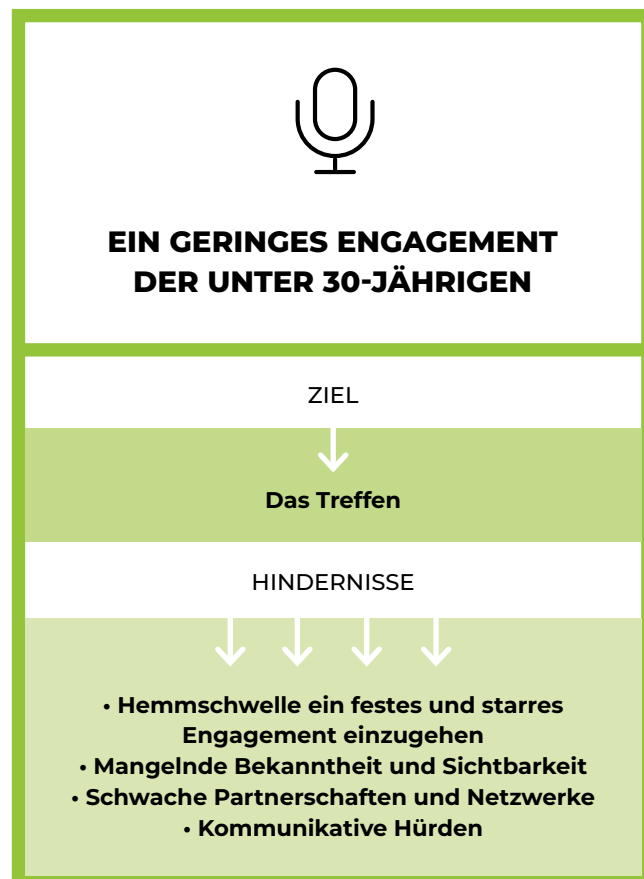 EIN GERINGES ENGAGEMENT
DER UNTER 30-JÄHRIGEN
ZIEL
Das Treffen
HINDERNISSE
• Hemmschwelle ein festes und starres
Engagement einzugehen
• Mangelnde Bekanntheit und Sichtbarkeit
• Schwache Partnerschaften und Netzwerke
• Kommunikative Hürden